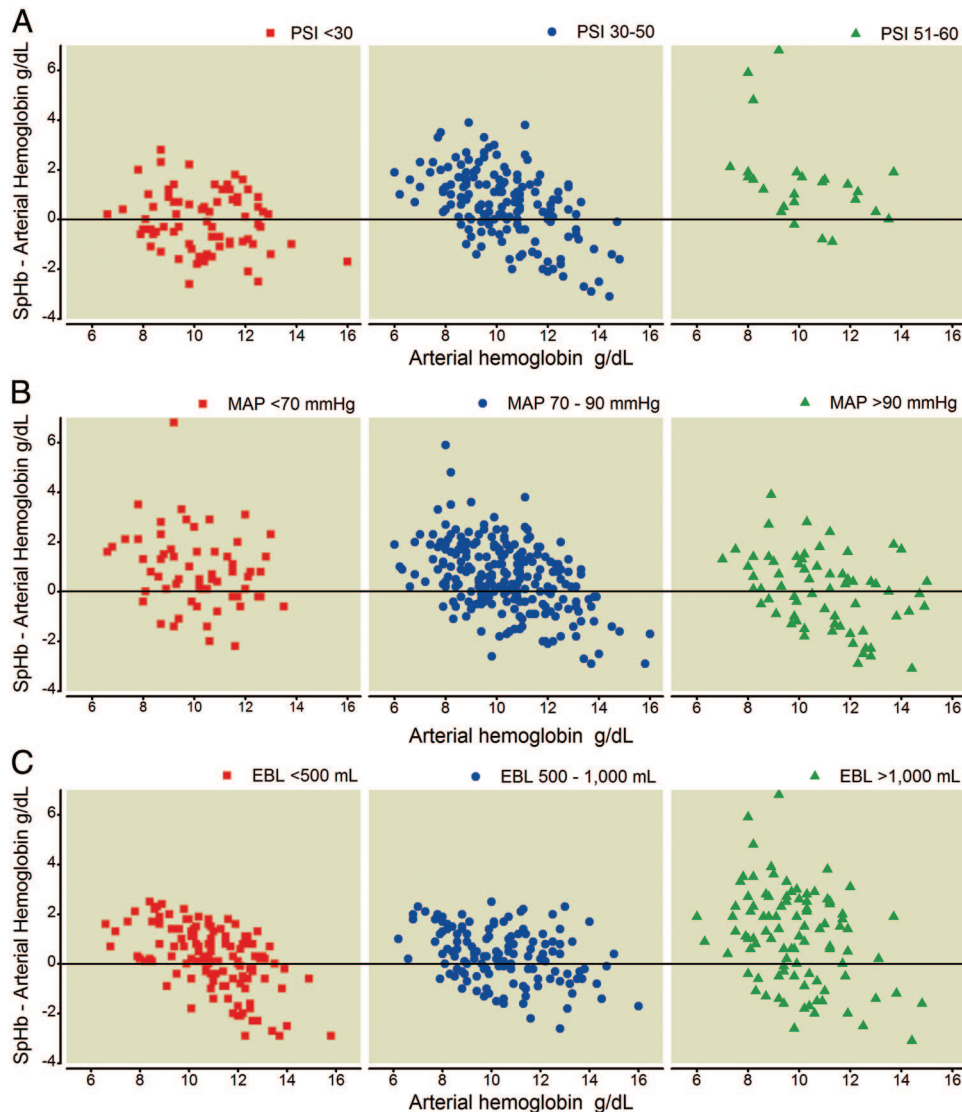 A
PSI <30
PSI 30-50
PSI 51-60
SpHb - Arterial Hemoglobin g/dL
6
4
2
0
-2
-4
6 8 10 12 14 16 6 8 10 12 14 16 6 8 10 12 14 16
Arterial hemoglobin g/dL
B
MAP <70 mmHg
MAP 70 - 90 mmHg
MAP >90 mmHg
SpHb - Arterial Hemoglobin g/dL
6
4
2
0
-2
-4
6 8 10 12 14 16 6 8 10 12 14 16 6 8 10 12 14 16
Arterial hemoglobin g/dL
C
EBL <500 mL
EBL 500 - 1,000 mL
EBL >1,000 mL
SpHb - Arterial Hemoglobin g/dL
6
4
2
0
-2
-4
6 8 10 12 14 16 6 8 10 12 14 16 6 8 10 12 14 16
Arterial hemoglobin g/dL